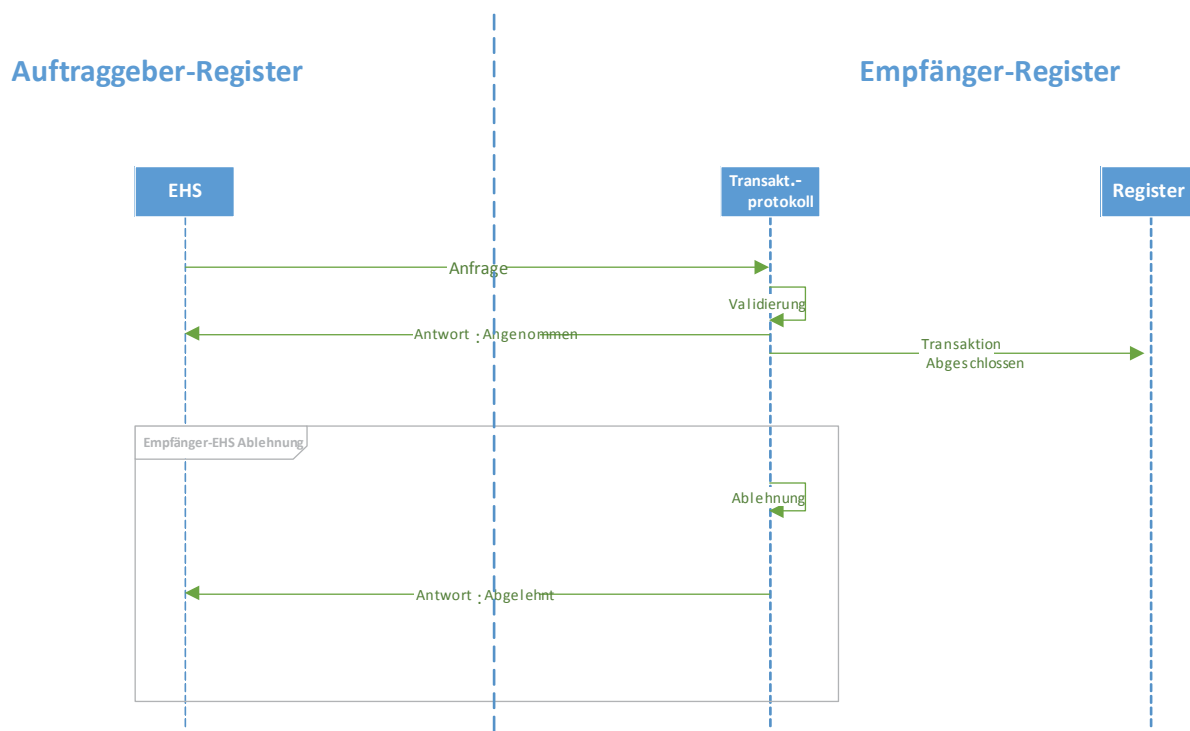 Auftraggeber-Register
Empfänger-Register
EHS
Transakt.-
protokoll
Register
Anfrage
Validierung
Antwort : Angenommen
Transaktion
Abgeschlossen
Empfänger-EHS Ablehnung
Ablehnung
Antwort : Abgelehnt